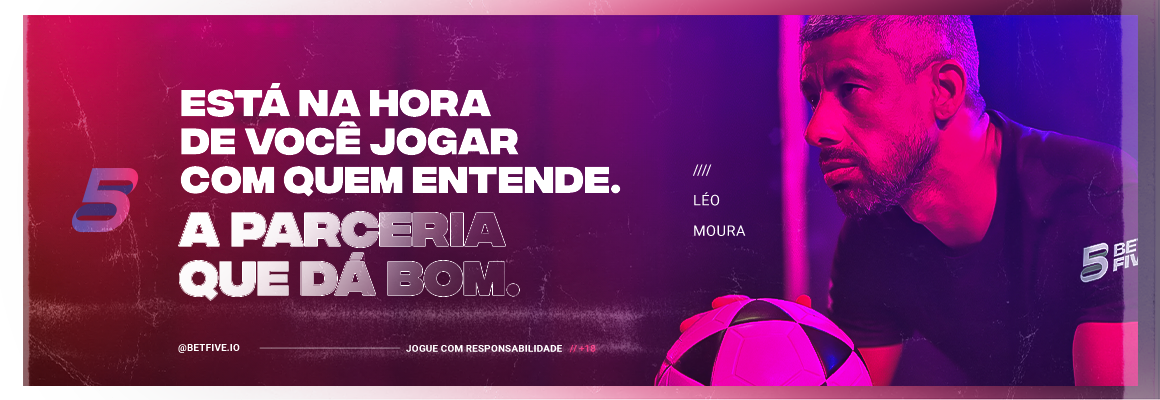 5
ESTÁ NA HORA
DE VOCÊ JOGAR
COM QUEM ENTENDE.
A PARCERIA
QUE DÁ BOM.
@BETFIVE.IO
JOGUE COM RESPONSABILIDADE // +18
////
LÉO
MOURA
5 BET
FIV